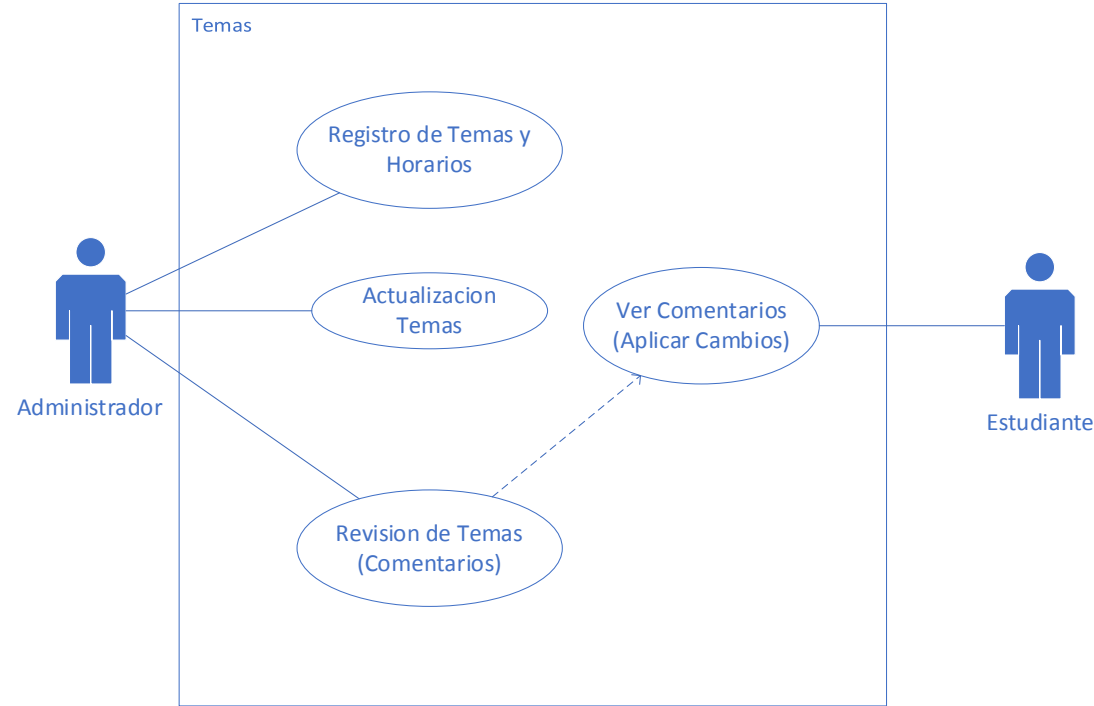 Temas
Registro de Temas y
Horarios
Actualizacion
Temas
Ver Comentarios
(Aplicar Cambios)
Administrador
Estudiante
Revision de Temas
(Comentarios)